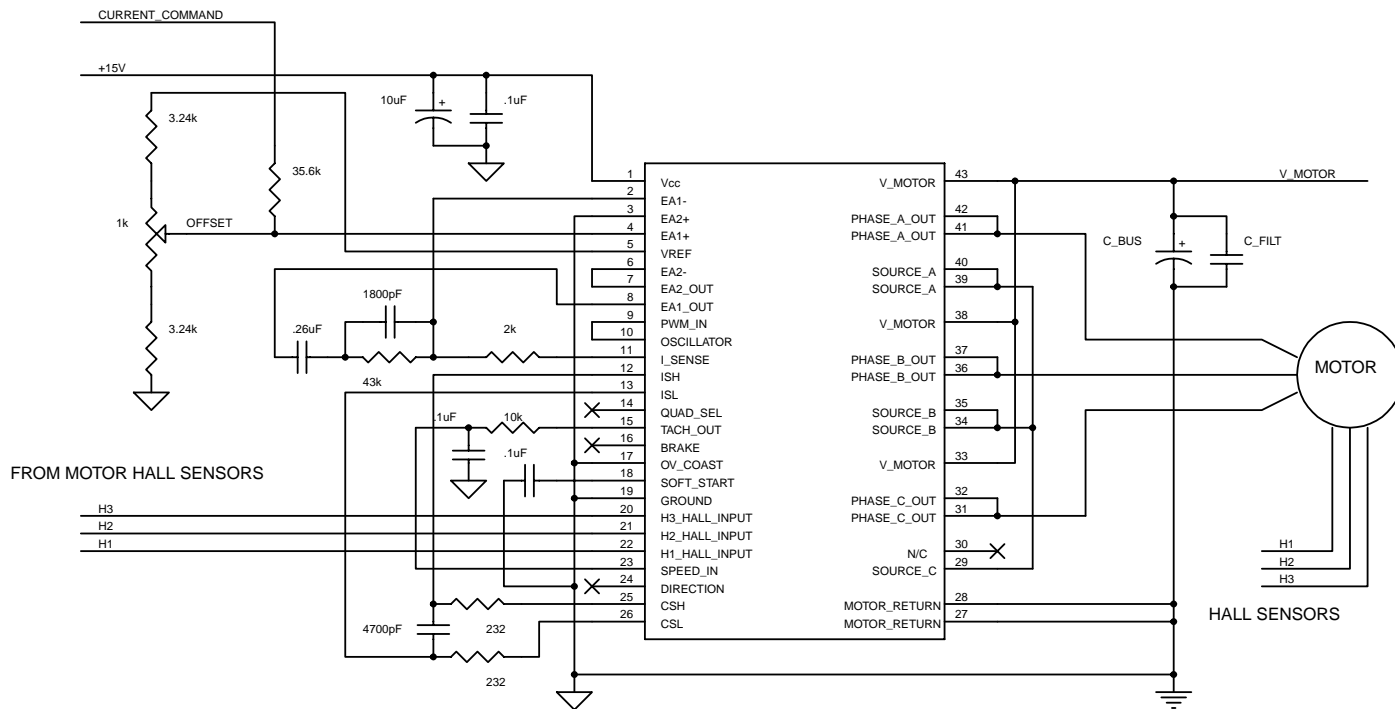 CURRENT_COMMAND
+15V
3.24k
10uF
+
.1uF
35.6k
1k
OFFSET
3.24k
1800pF
.26uF
2k
43k
.1uF
10k
.1uF
FROM MOTOR HALL SENSORS
H3
H2
H1
4700pF
232
232
1 Vcc
2 EA1-
3 EA2+
4 EA1+
5 VREF
6 EA2-
7 EA2_OUT
8 EA1_OUT
9 PWM_IN
10 OSCILLATOR
11 I_SENSE
12 ISH
13 ISL
14 QUAD_SEL
15 TACH_OUT
16 BRAKE
17 OV_COAST
18 SOFT_START
19 GROUND
20 H3_HALL_INPUT
21 H2_HALL_INPUT
22 H1_HALL_INPUT
23 SPEED_IN
24 DIRECTION
25 CSH
26 CSL
V_MOTOR 43
PHASE_A_OUT 42
PHASE_A_OUT 41
SOURCE_A 40
SOURCE_A 39
V_MOTOR 38
PHASE_B_OUT 37
PHASE_B_OUT 36
SOURCE_B 35
SOURCE_B 34
V_MOTOR 33
PHASE_C_OUT 32
PHASE_C_OUT 31
N/C 30
SOURCE_C 29
MOTOR_RETURN 28
MOTOR_RETURN 27
V_MOTOR
C_BUS
+
C_FILT
MOTOR
H1
H2
H3
HALL SENSORS